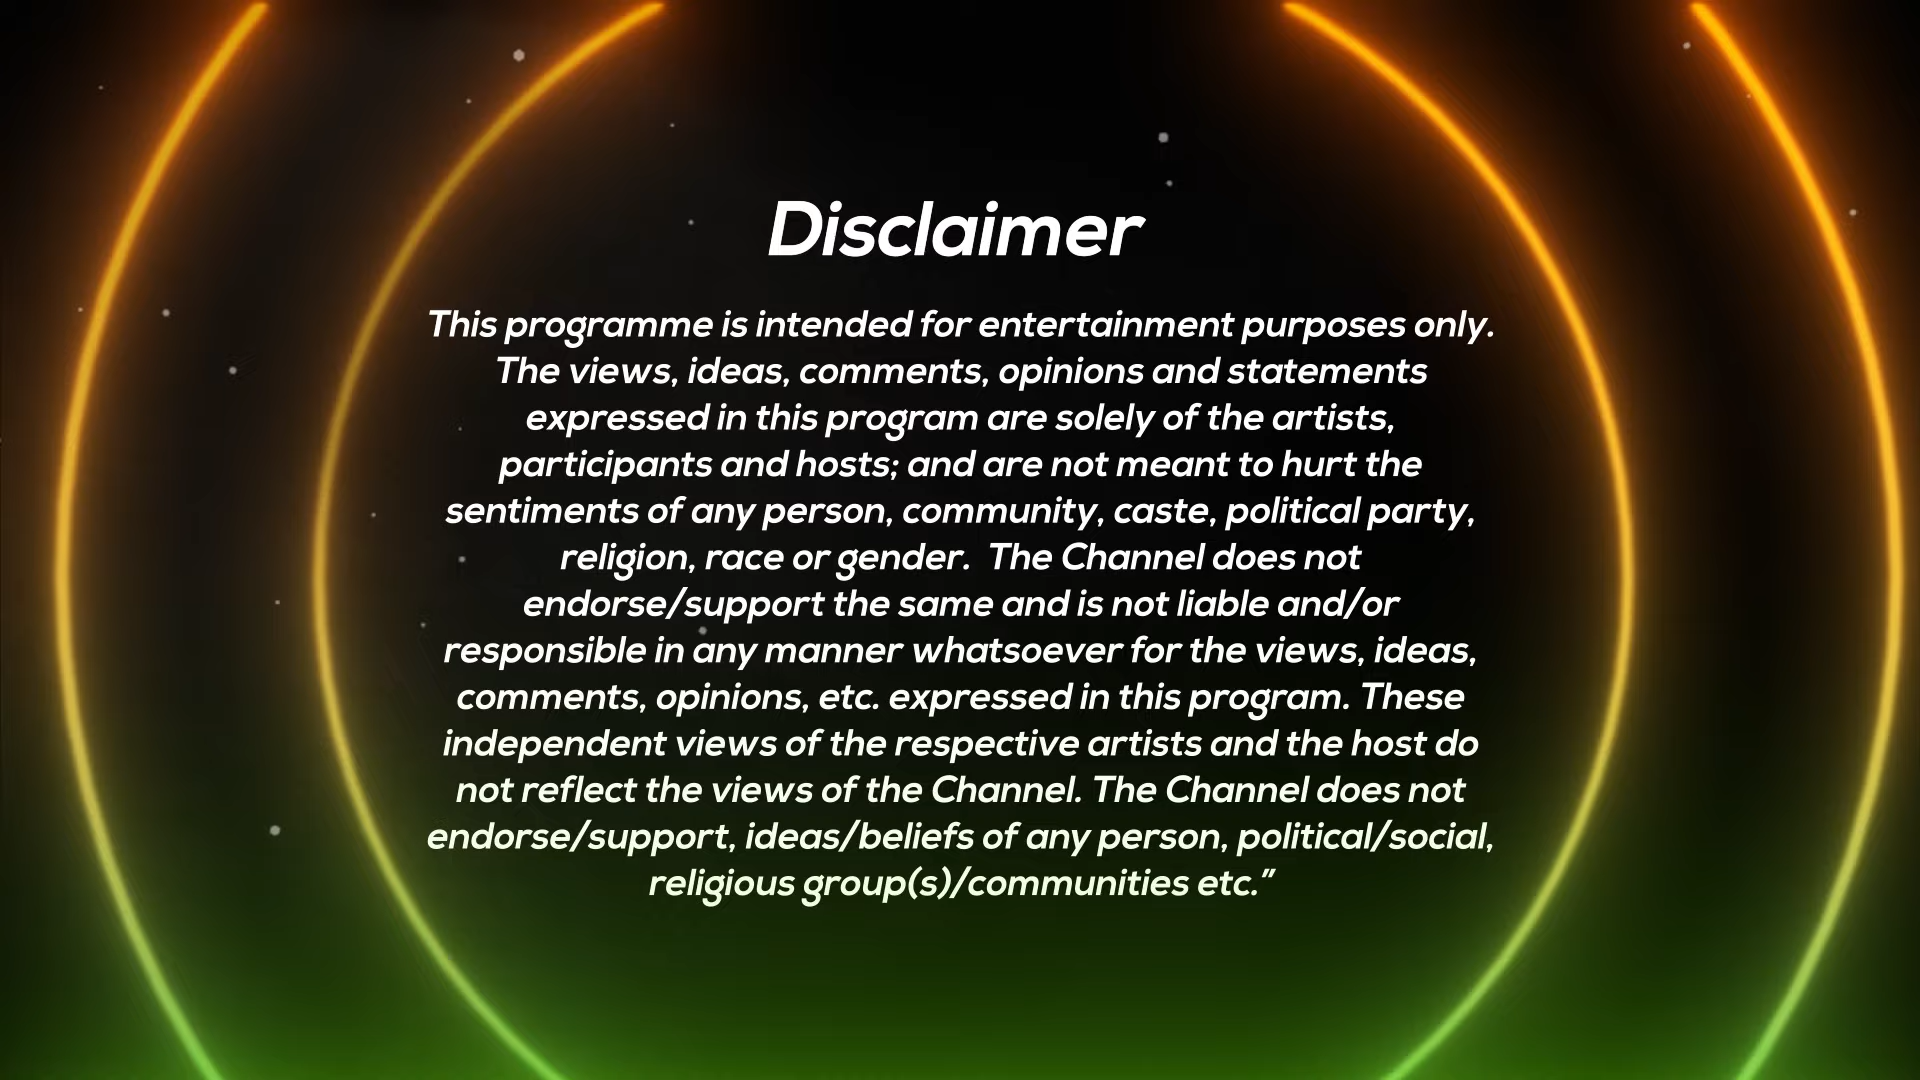 Disclaimer
This programme is intended for entertainment purposes only.
The views, ideas, comments, opinions and statements
expressed in this program are solely of the artists,
participants and hosts; and are not meant to hurt the
sentiments of any person, community, caste, political party,
religion, race or gender.  The Channel does not
endorse/support the same and is not liable and/or
responsible in any manner whatsoever for the views, ideas,
comments, opinions, etc. expressed in this program. These
independent views of the respective artists and the host do
not reflect the views of the Channel. The Channel does not
endorse/support, ideas/beliefs of any person, political/social,
religious group(s)/communities etc.”